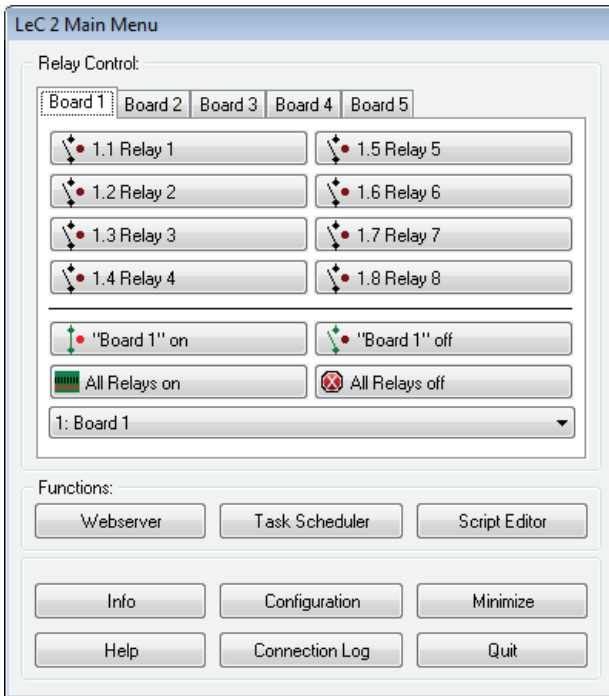 LeC 2 Main Menu
Relay Control:
Board 1 Board 2 Board 3 Board 4 Board 5
1.1 Relay 1 1.5 Relay 5
1.2 Relay 2 1.6 Relay 6
1.3 Relay 3 1.7 Relay 7
1.4 Relay 4 1.8 Relay 8
"Board 1" on "Board 1" off
All Relays on All Relays off
1: Board 1
Functions:
Webserver Task Scheduler Script Editor
Info Configuration Minimize
Help Connection Log Quit